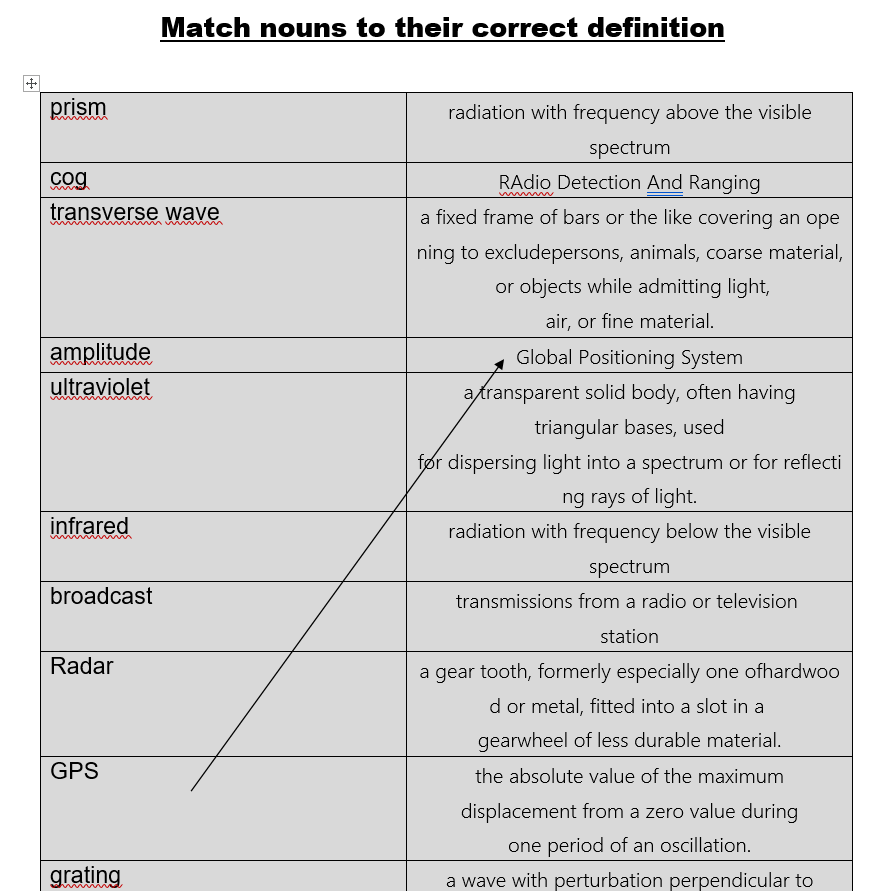 Match nouns to their correct definition
prism
radiation with frequency above the visible
spectrum
cog
RAdio Detection And Ranging
transverse wave
a fixed frame of bars or the like covering an ope
ning to excludepersons, animals, coarse material,
or objects while admitting light,
air, or fine material.
amplitude
Global Positioning System
ultraviolet
a transparent solid body, often having
triangular bases, used
for dispersing light into a spectrum or for reflecti
ng rays of light.
infrared
radiation with frequency below the visible
spectrum
broadcast
transmissions from a radio or television
station
Radar
a gear tooth, formerly especially one ofhardwoo
d or metal, fitted into a slot in a
gearwheel of less durable material.
GPS
the absolute value of the maximum
displacement from a zero value during
one period of an oscillation.
grating
a wave with perturbation perpendicular to